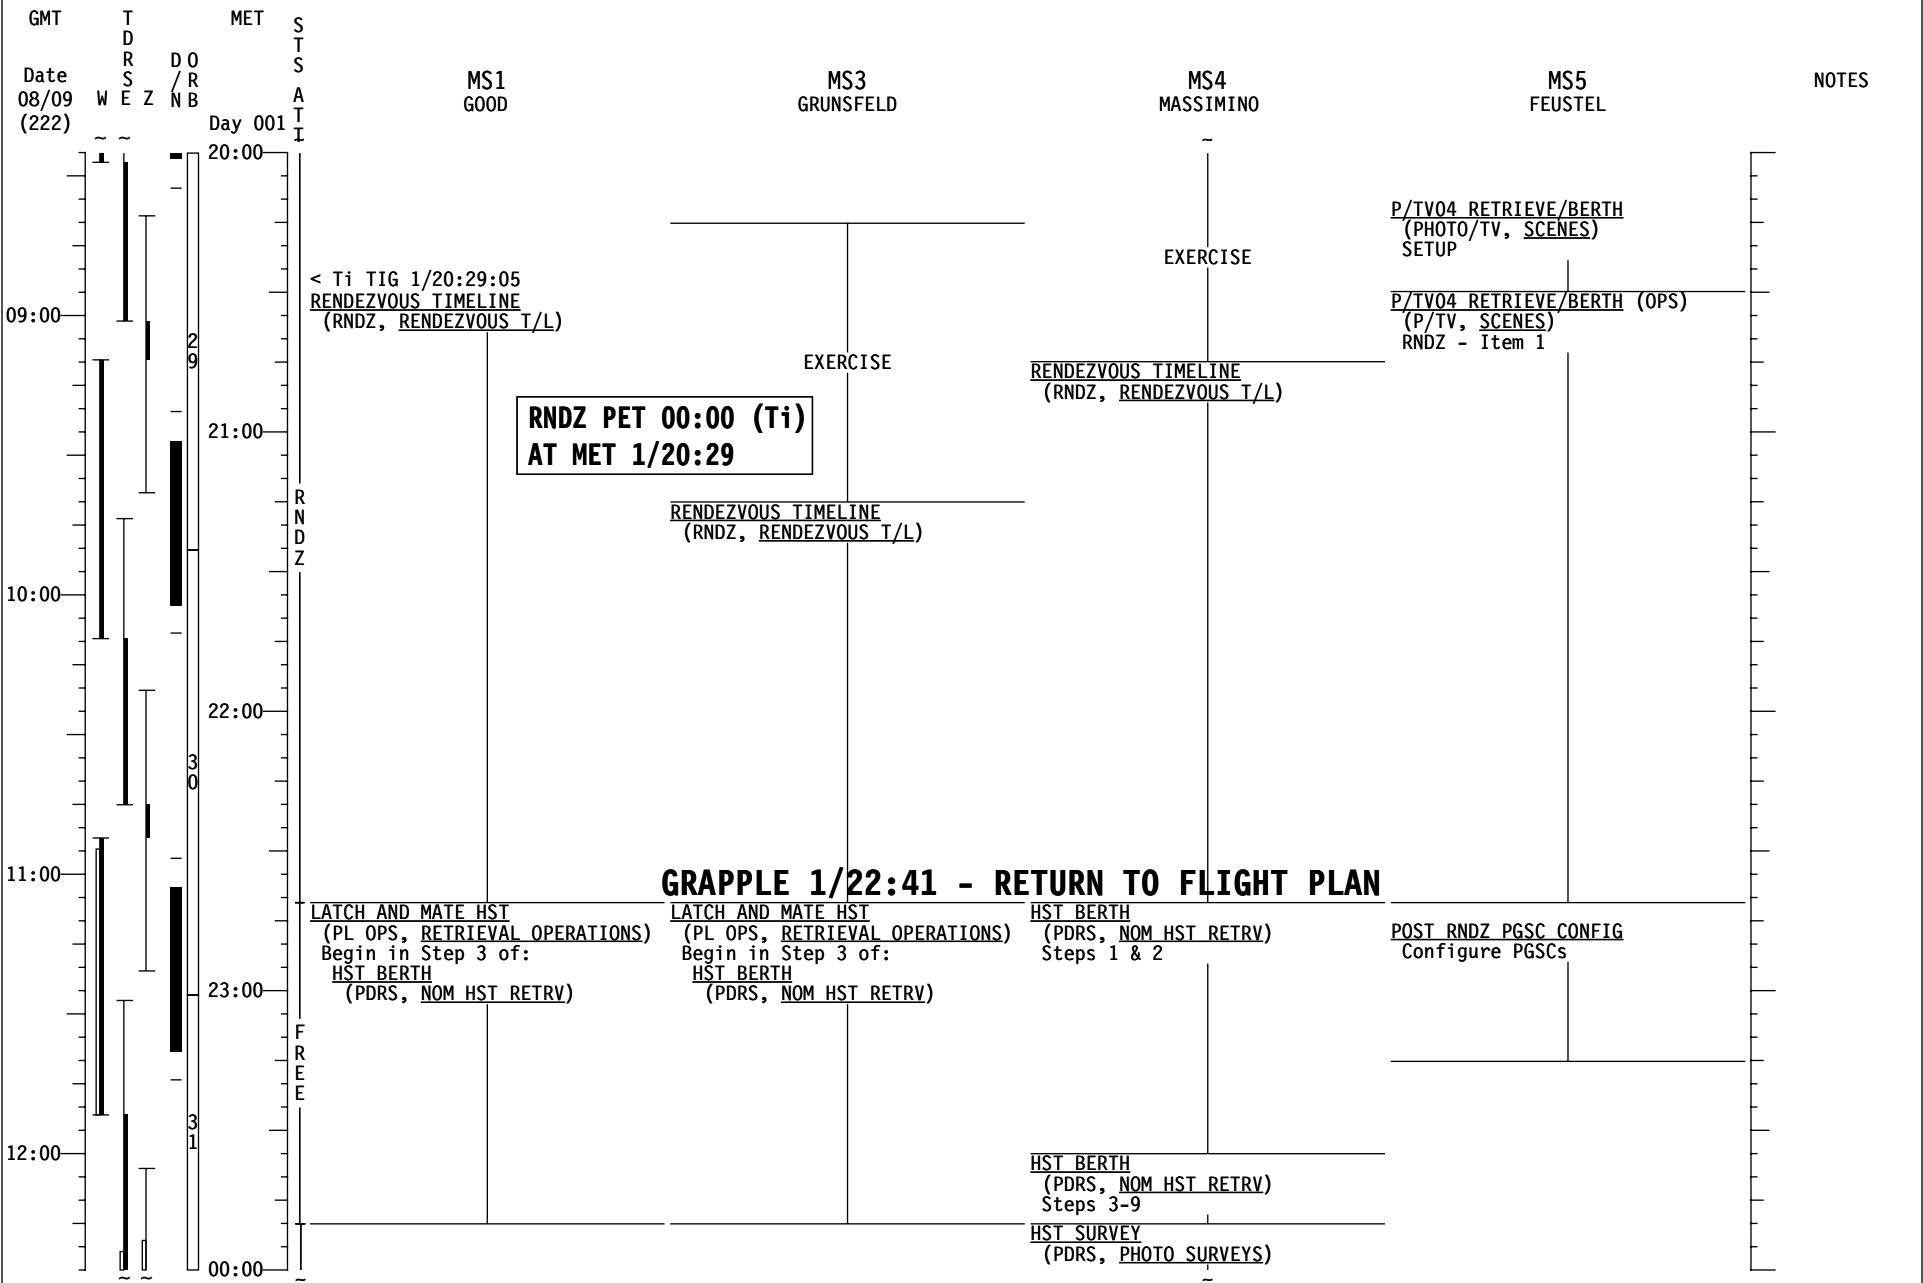 GMT
TDRS
MET
STS ATT
Date
08/09
(222)
W E Z
D/N
ORB
Day 001
MS1
GOOD
MS3
GRUNSFELD
MS4
MASSIMINO
MS5
FEUSTEL
NOTES
~ ~
~
20:00
P/TV04 RETRIEVE/BERTH
(PHOTO/TV, SCENES)
SETUP
EXERCISE
< Ti TIG 1/20:29:05
RENDEZVOUS TIMELINE
(RNDZ, RENDEZVOUS T/L)
P/TV04 RETRIEVE/BERTH (OPS)
(P/TV, SCENES)
RNDZ - Item 1
09:00
29
EXERCISE
RENDEZVOUS TIMELINE
(RNDZ, RENDEZVOUS T/L)
RNDZ PET 00:00 (Ti)
AT MET 1/20:29
21:00
RNDZ
RENDEZVOUS TIMELINE
(RNDZ, RENDEZVOUS T/L)
10:00
22:00
30
11:00
GRAPPLE 1/22:41 - RETURN TO FLIGHT PLAN
LATCH AND MATE HST
(PL OPS, RETRIEVAL OPERATIONS)
Begin in Step 3 of:
HST BERTH
(PDRS, NOM HST RETRV)
LATCH AND MATE HST
(PL OPS, RETRIEVAL OPERATIONS)
Begin in Step 3 of:
HST BERTH
(PDRS, NOM HST RETRV)
HST BERTH
(PDRS, NOM HST RETRV)
Steps 1 & 2
POST RNDZ PGSC CONFIG
Configure PGSCs
23:00
FREE
31
12:00
HST BERTH
(PDRS, NOM HST RETRV)
Steps 3-9
HST SURVEY
(PDRS, PHOTO SURVEYS)
00:00
~ ~
~
~